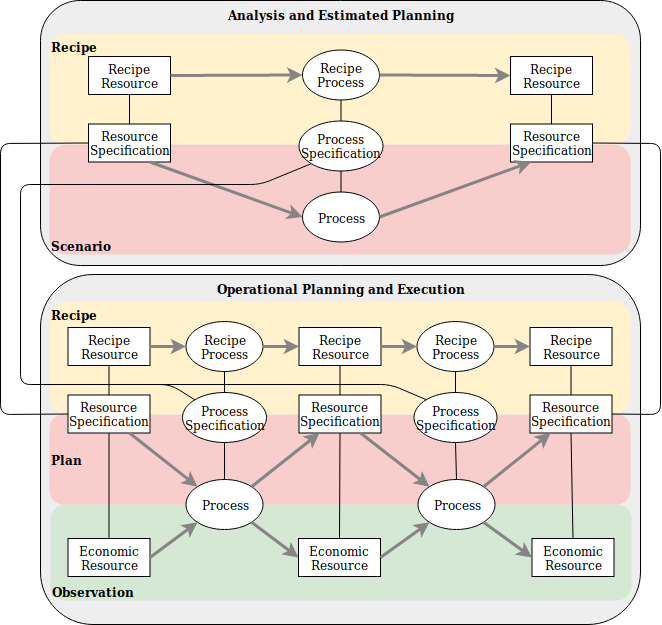 Analysis and Estimated Planning
Recipe
Recipe
Resource
Recipe
Process
Recipe
Resource
Resource
Specification
Process
Specification
Resource
Specification
Process
Scenario
Operational Planning and Execution
Recipe
Recipe
Resource
Recipe
Process
Recipe
Resource
Recipe
Process
Recipe
Resource
Resource
Specification
Process
Specification
Resource
Specification
Process
Specification
Resource
Specification
Plan
Process
Process
Economic
Resource
Economic
Resource
Economic
Resource
Observation